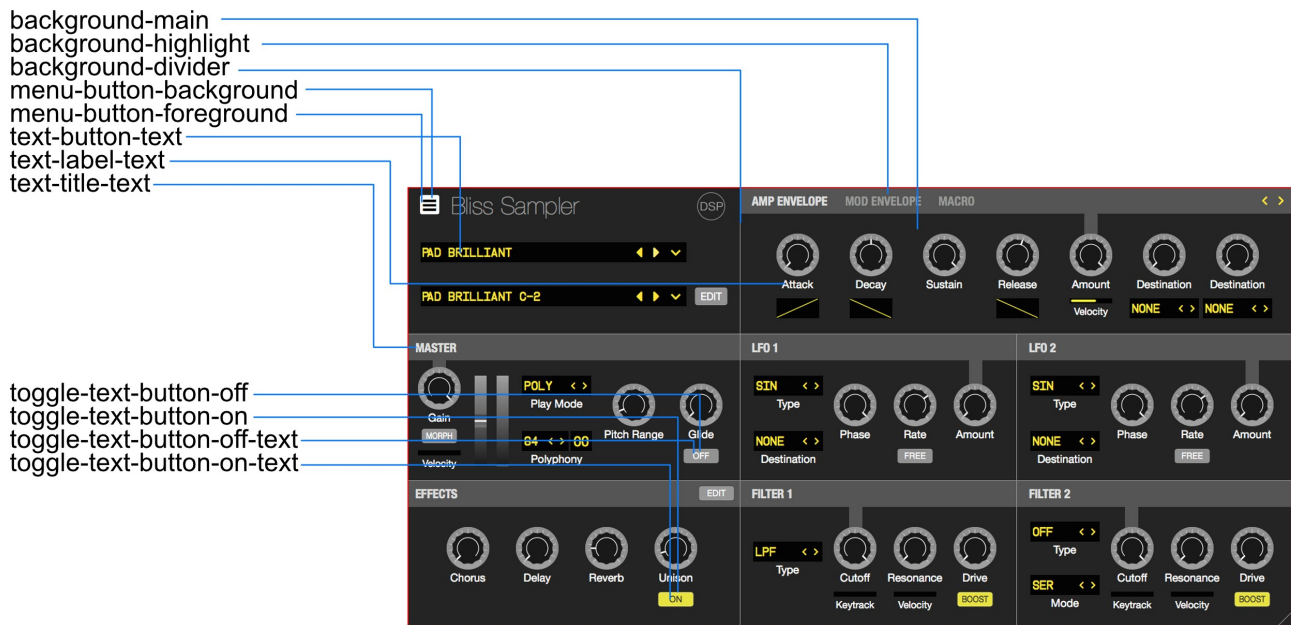 background-main
background-highlight
background-divider
menu-button-background
menu-button-foreground
text-button-text
text-label-text
text-title-text
Bliss Sampler
DSP
AMP ENVELOPE MOD ENVELOPE MACRO < >
PAD BRILLIANT
PAD BRILLIANT C-2
EDIT
Attack Decay Sustain Release Amount Destination Destination
Velocity
NONE < > NONE < >
toggle-text-button-off
toggle-text-button-on
toggle-text-button-off-text
toggle-text-button-on-text
MASTER
Gain
MORPH
Velocity
POLY < >
Play Mode
04 < > 00
Polyphony
Pitch Range
Glide
OFF
LFO 1
SIN < >
Type
NONE < >
Destination
Phase Rate Amount
FREE
LFO 2
SIN < >
Type
NONE < >
Destination
Phase Rate Amount
FREE
EFFECTS EDIT
Chorus Delay Reverb Unison
ON
FILTER 1
LPF < >
Type
Cutoff Resonance Drive
Keytrack Velocity BOOST
FILTER 2
OFF < >
Type
SER < >
Mode
Cutoff Resonance Drive
Keytrack Velocity BOOST